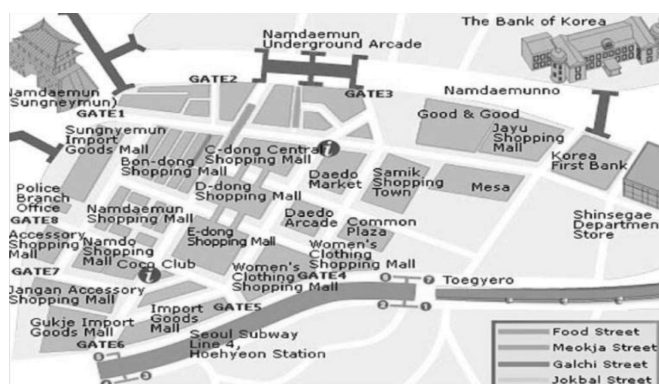 The Bank of Korea
Namdaemun
Underground Arcade
GATE2
GATE3
Namdaemunno
Namdaemun
Sungneymun)
GATE1
Good & Good
Jayu
Shopping
Mall
Sungnyemun
Import
Goods Mall
Bon-dong
Shopping Mall
C-dong Central
Shopping Mall
Korea
First Bank
Daedo
Market
Samik
Shopping
Town
Mesa
D-dong
Shopping Mall
Police
Branch
Office
GATE8
Namdaemun
Shopping Mall
Daedo
Arcade
Common
Plaza
Shinsegae
Department
Store
E-dong
Shopping Mall
Accessory
Shopping
Mall
Namdo
Shopping
Mall
Women's
Clothing
Shopping Mall
GATE7
Coco Club
Women's
Clothing
Shopping Mall
GATE4
Toegyero
Jangan Accessory
Shopping Mall
GATE5
Import
Goods Mall
Gukje Import
Goods Mall
GATE6
Seoul Subway
Line 4,
Hoehyeon Station
Food Street
Meokja Street
Galchi Street
Jokbal Street